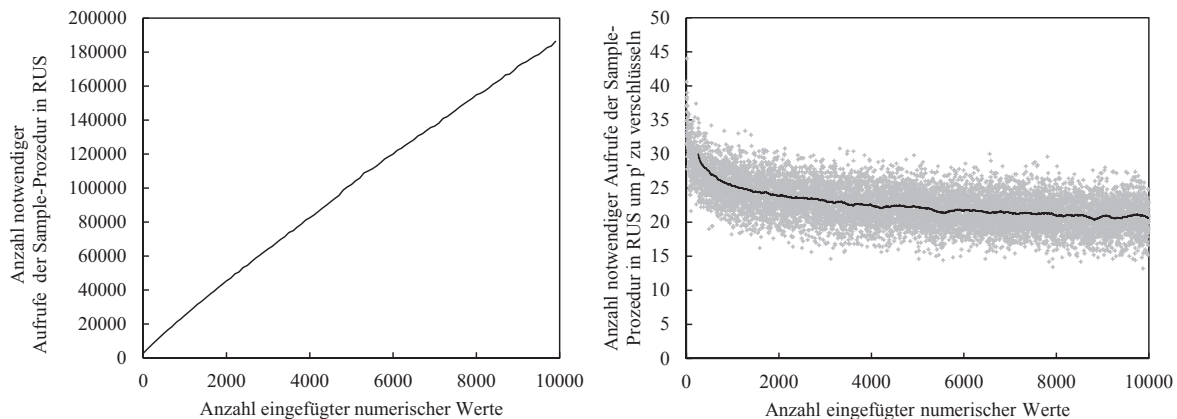 Anzahl notwendiger
Aufrufe der Sample-Prozedur in RUS
200000
180000
160000
140000
120000
100000
80000
60000
40000
20000
0
0 2000 4000 6000 8000 10000
Anzahl eingefügter numerischer Werte
Anzahl notwendiger Aufrufe der Sample-
Prozedur in RUS um p' zu verschlüsseln
50
45
40
35
30
25
20
15
10
5
0
0 2000 4000 6000 8000 10000
Anzahl eingefügter numerischer Werte